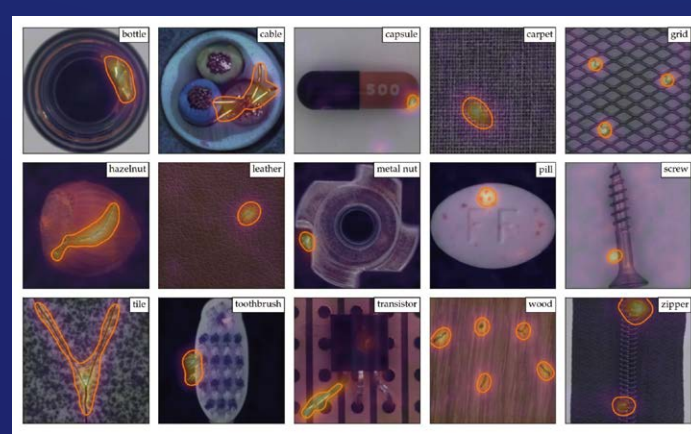 bottle
cable
capsule
carpet
grid
500
hazelnut
leather
metal nut
pill
screw
FF
tile
toothbrush
transistor
wood
zipper